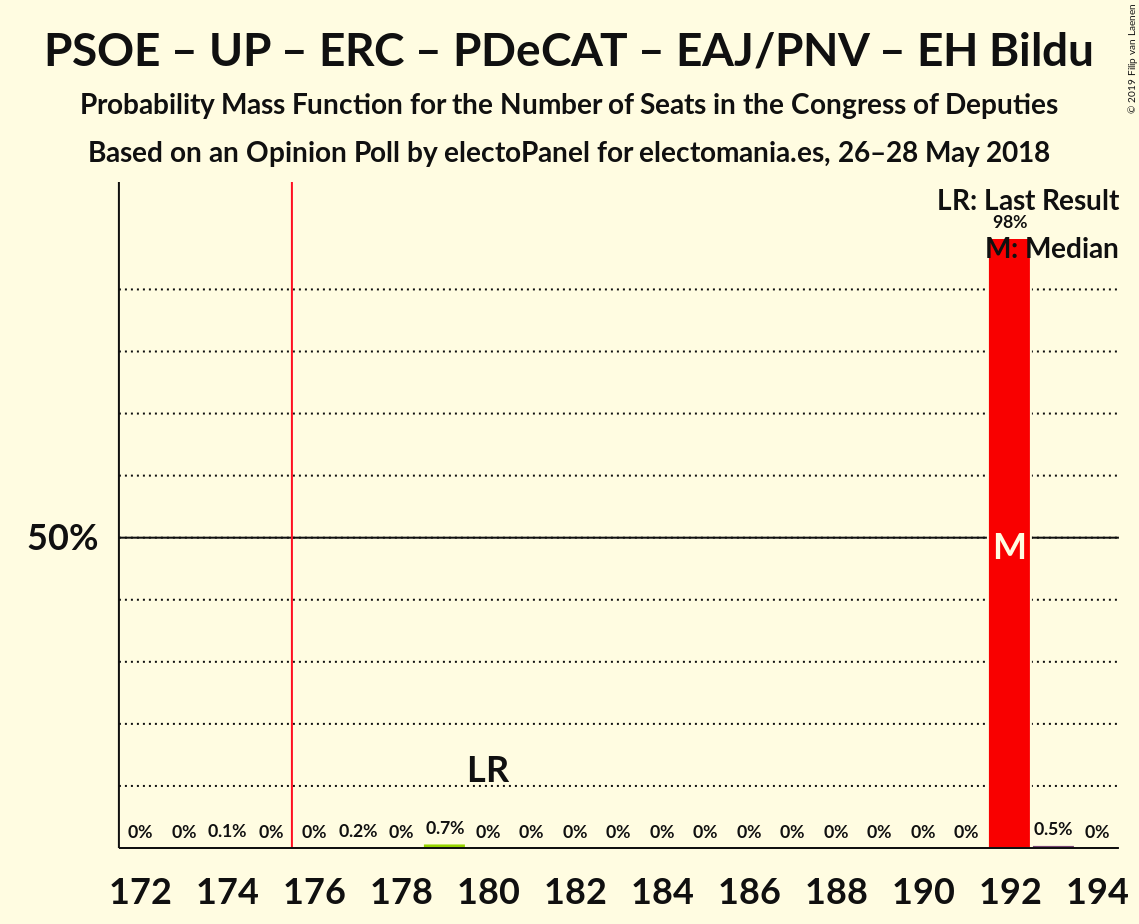 PSOE – UP – ERC – PDeCAT – EAJ/PNV – EH Bildu
Probability Mass Function for the Number of Seats in the Congress of Deputies
Based on an Opinion Poll by electoPanel for electomania.es, 26–28 May 2018
© 2019 Filip van Laenen
LR: Last Result
98%
M: Median
50%
M
LR
0% 0% 0.1% 0% 0% 0.2% 0% 0.7% 0% 0% 0% 0% 0% 0% 0% 0% 0% 0% 0% 0% 0.5% 0%
172 174 176 178 180 182 184 186 188 190 192 194